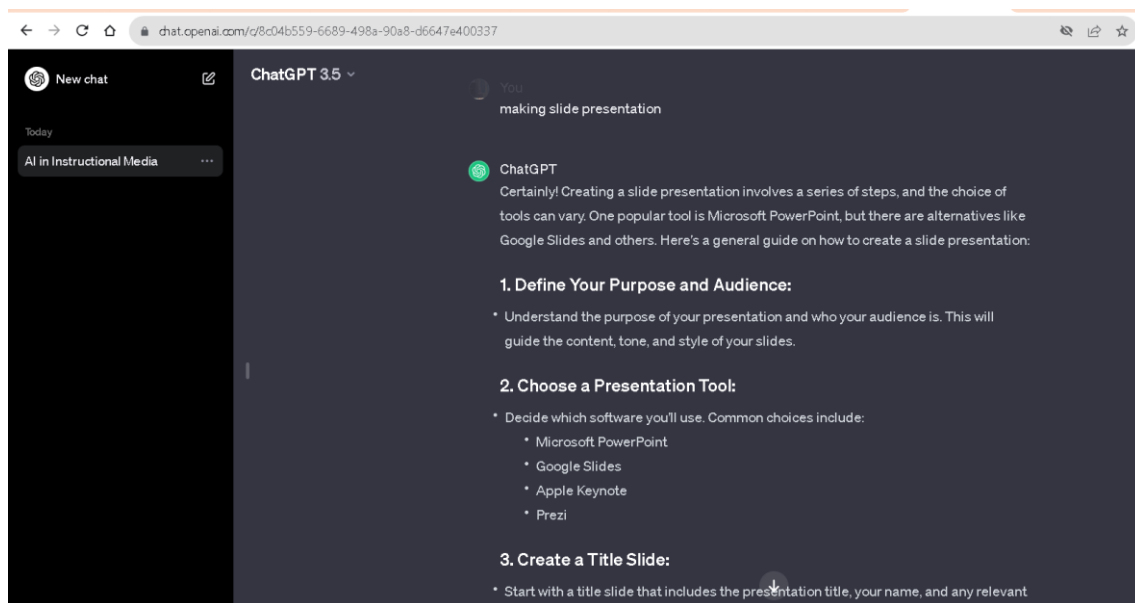 chat.openai.com/c/8c04b559-6689-498a-90a8-d6647e400337
New chat
ChatGPT 3.5
Today
AI in Instructional Media
You
making slide presentation
ChatGPT
Certainly! Creating a slide presentation involves a series of steps, and the choice of
tools can vary. One popular tool is Microsoft PowerPoint, but there are alternatives like
Google Slides and others. Here's a general guide on how to create a slide presentation:
1. Define Your Purpose and Audience:
• Understand the purpose of your presentation and who your audience is. This will
guide the content, tone, and style of your slides.
2. Choose a Presentation Tool:
• Decide which software you'll use. Common choices include:
• Microsoft PowerPoint
• Google Slides
• Apple Keynote
• Prezi
3. Create a Title Slide:
• Start with a title slide that includes the presentation title, your name, and any relevant